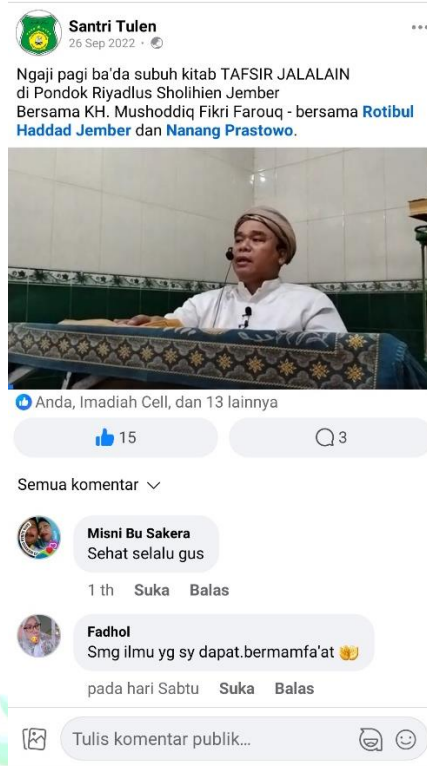 Santri Tulen
26 Sep 2022 ·
Ngaji pagi ba'da subuh kitab TAFSIR JALALAIN
di Pondok Riyadlus Sholihien Jember
Bersama KH. Mushoddiq Fikri Farouq - bersama Rotibul
Haddad Jember dan Nanang Prastowo.
Anda, Imadiah Cell, dan 13 lainnya
15
3
Semua komentar
Misni Bu Sakera
Sehat selalu gus
1 th Suka Balas
Fadhol
Smg ilmu yg sy dapat.bermamfa'at
pada hari Sabtu Suka Balas
Tulis komentar publik...